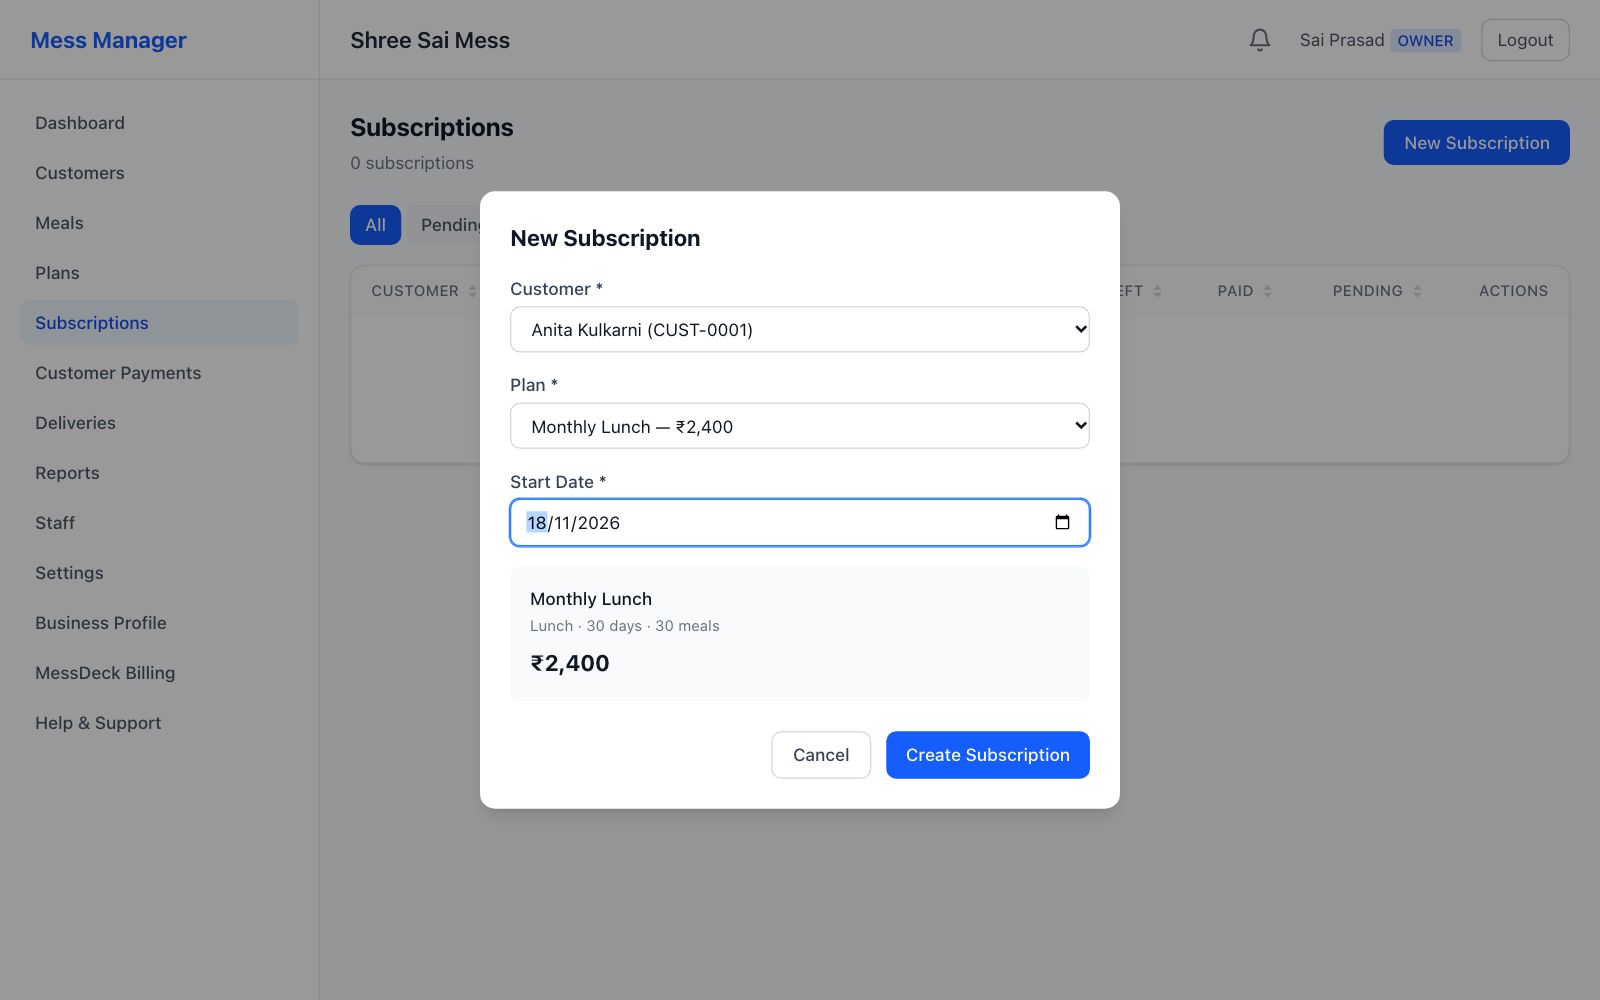 Mess Manager
Shree Sai Mess
Sai Prasad OWNER
Logout
Dashboard
Customers
Meals
Plans
Subscriptions
Customer Payments
Deliveries
Reports
Staff
Settings
Business Profile
MessDeck Billing
Help & Support
Subscriptions
0 subscriptions
New Subscription
All
Pending
CUSTOMER
PAID
PENDING
ACTIONS
New Subscription
Customer *
Anita Kulkarni (CUST-0001)
Plan *
Monthly Lunch — ₹2,400
Start Date *
18/11/2026
Monthly Lunch
Lunch · 30 days · 30 meals
₹2,400
Cancel
Create Subscription